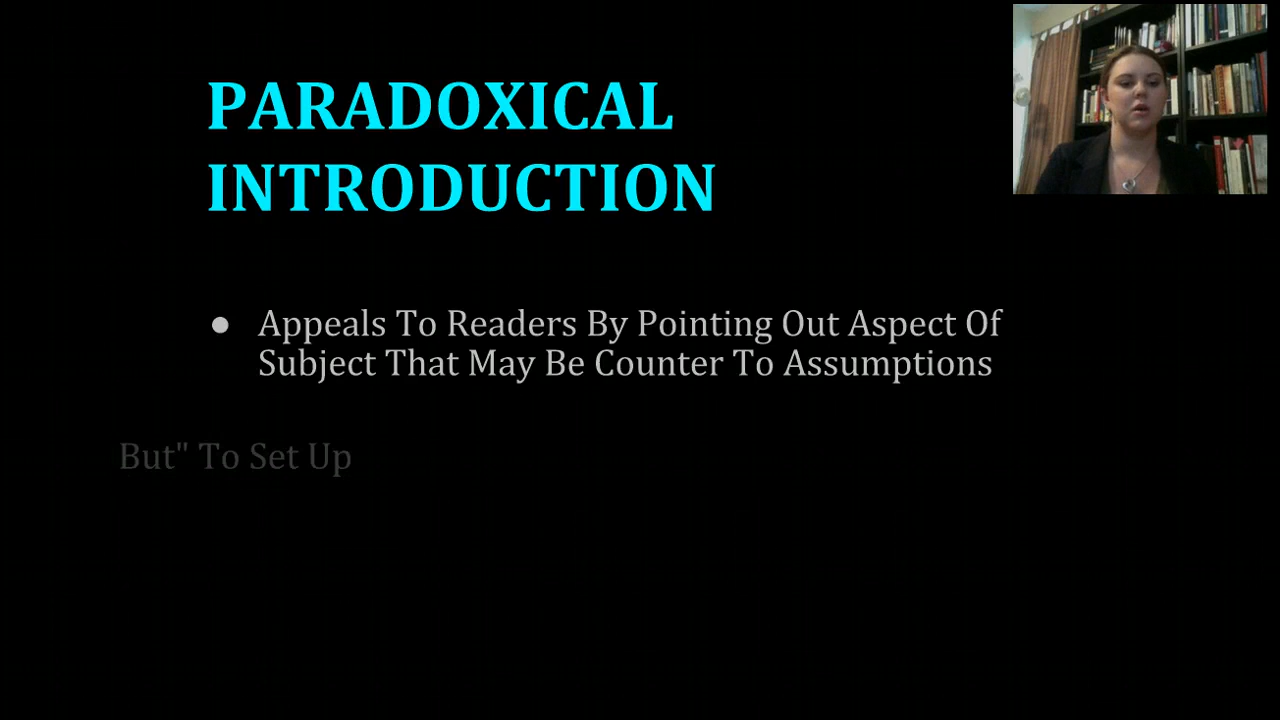 PARADOXICAL
INTRODUCTION
● Appeals To Readers By Pointing Out Aspect Of
Subject That May Be Counter To Assumptions
But" To Set Up